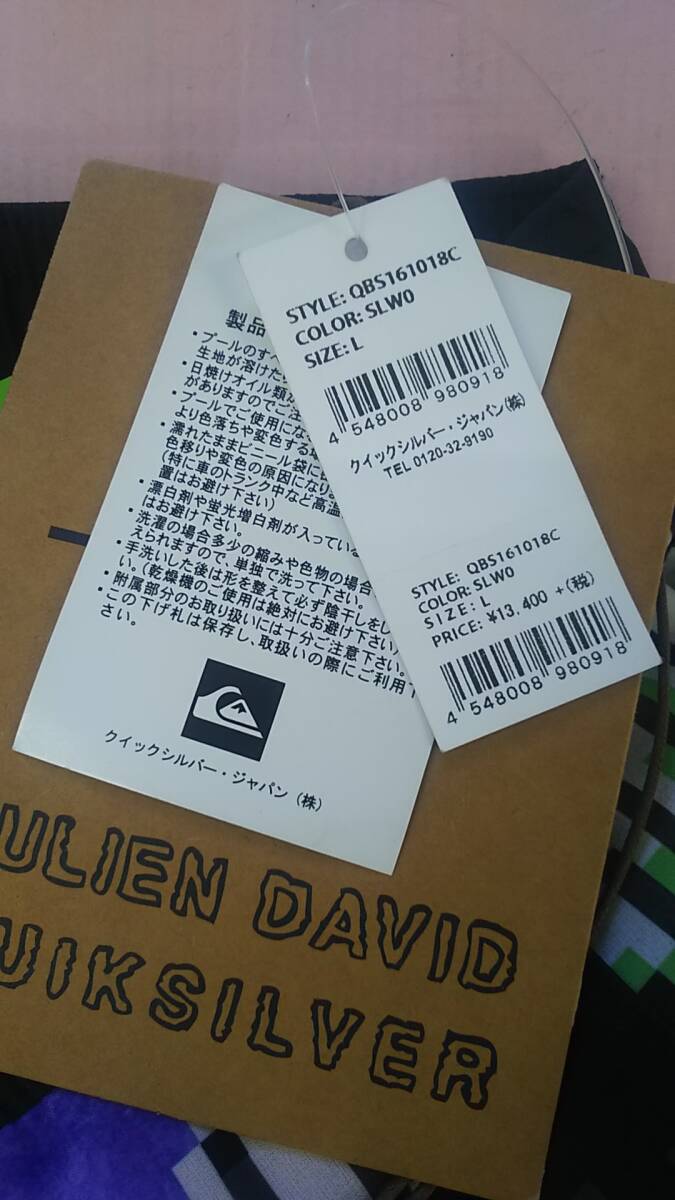 STYLE: QBS161018C
COLOR: SLW0
SIZE: L
4 548008 980918
クイックシルバー・ジャパン(株)
TEL 0120-32-8190
STYLE: QBS161018C
COLOR: SLW0
SIZE: L
PRICE: ¥13,400 +(税)
4 548008 980918
製品
・プールのすべ
生地が溶けた
・日焼けオイル類が
がありますのでご注
・プールでご使用にな
より色落ちや変色する
・濡れたままビニール袋に
色移りや変色の原因になり
(特に車のトランク中など高温
置はお避け下さい)
・漂白剤や蛍光増白剤が入っている
はお避け下さい。
・洗濯の場合多少の縮みや色物の場合
えられますので、単独で洗って下さい。
・手洗いした後は形を整えて必ず陰干しをし
い。(乾燥機のご使用は絶対にお避け下さい)
・附属部分のお取り扱いには十分ご注意下さい。
・この下げ札は保存し、取扱いの際にご利用下
さい。
クイックシルバー・ジャパン(株)
ULIEN DAVID
UIKSILVER